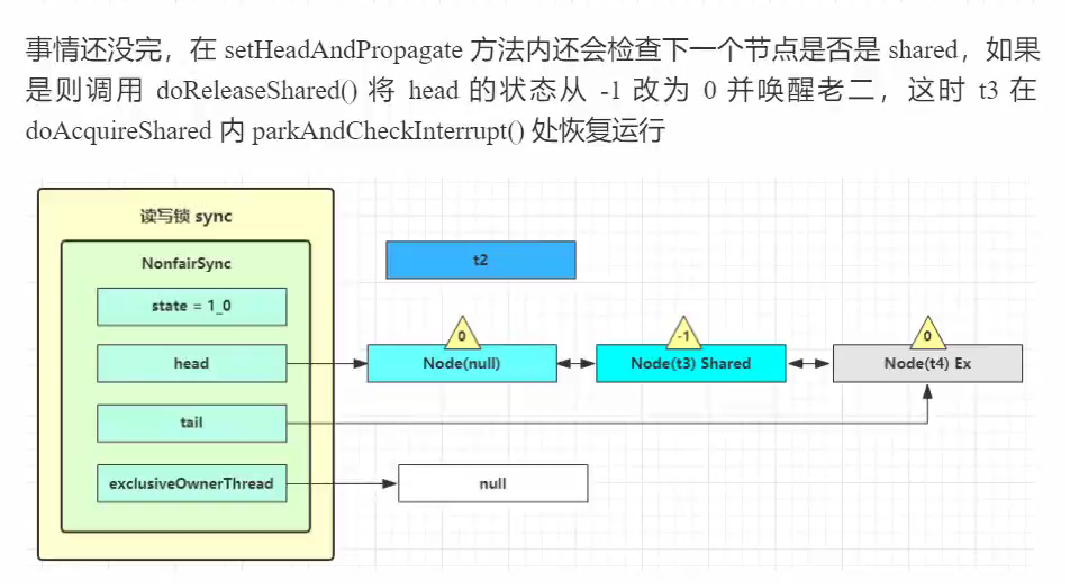 事情还没完，在 setHeadAndPropagate 方法内还会检查下一个节点是否是 shared，如果
是则调用 doReleaseShared() 将 head 的状态从 -1 改为 0 并唤醒老二，这时 t3 在
doAcquireShared 内 parkAndCheckInterrupt() 处恢复运行
读写锁 sync
NonfairSync
t2
state = 1_0
0
-1
0
head
Node(null)
Node(t3) Shared
Node(t4) Ex
tail
exclusiveOwnerThread
null